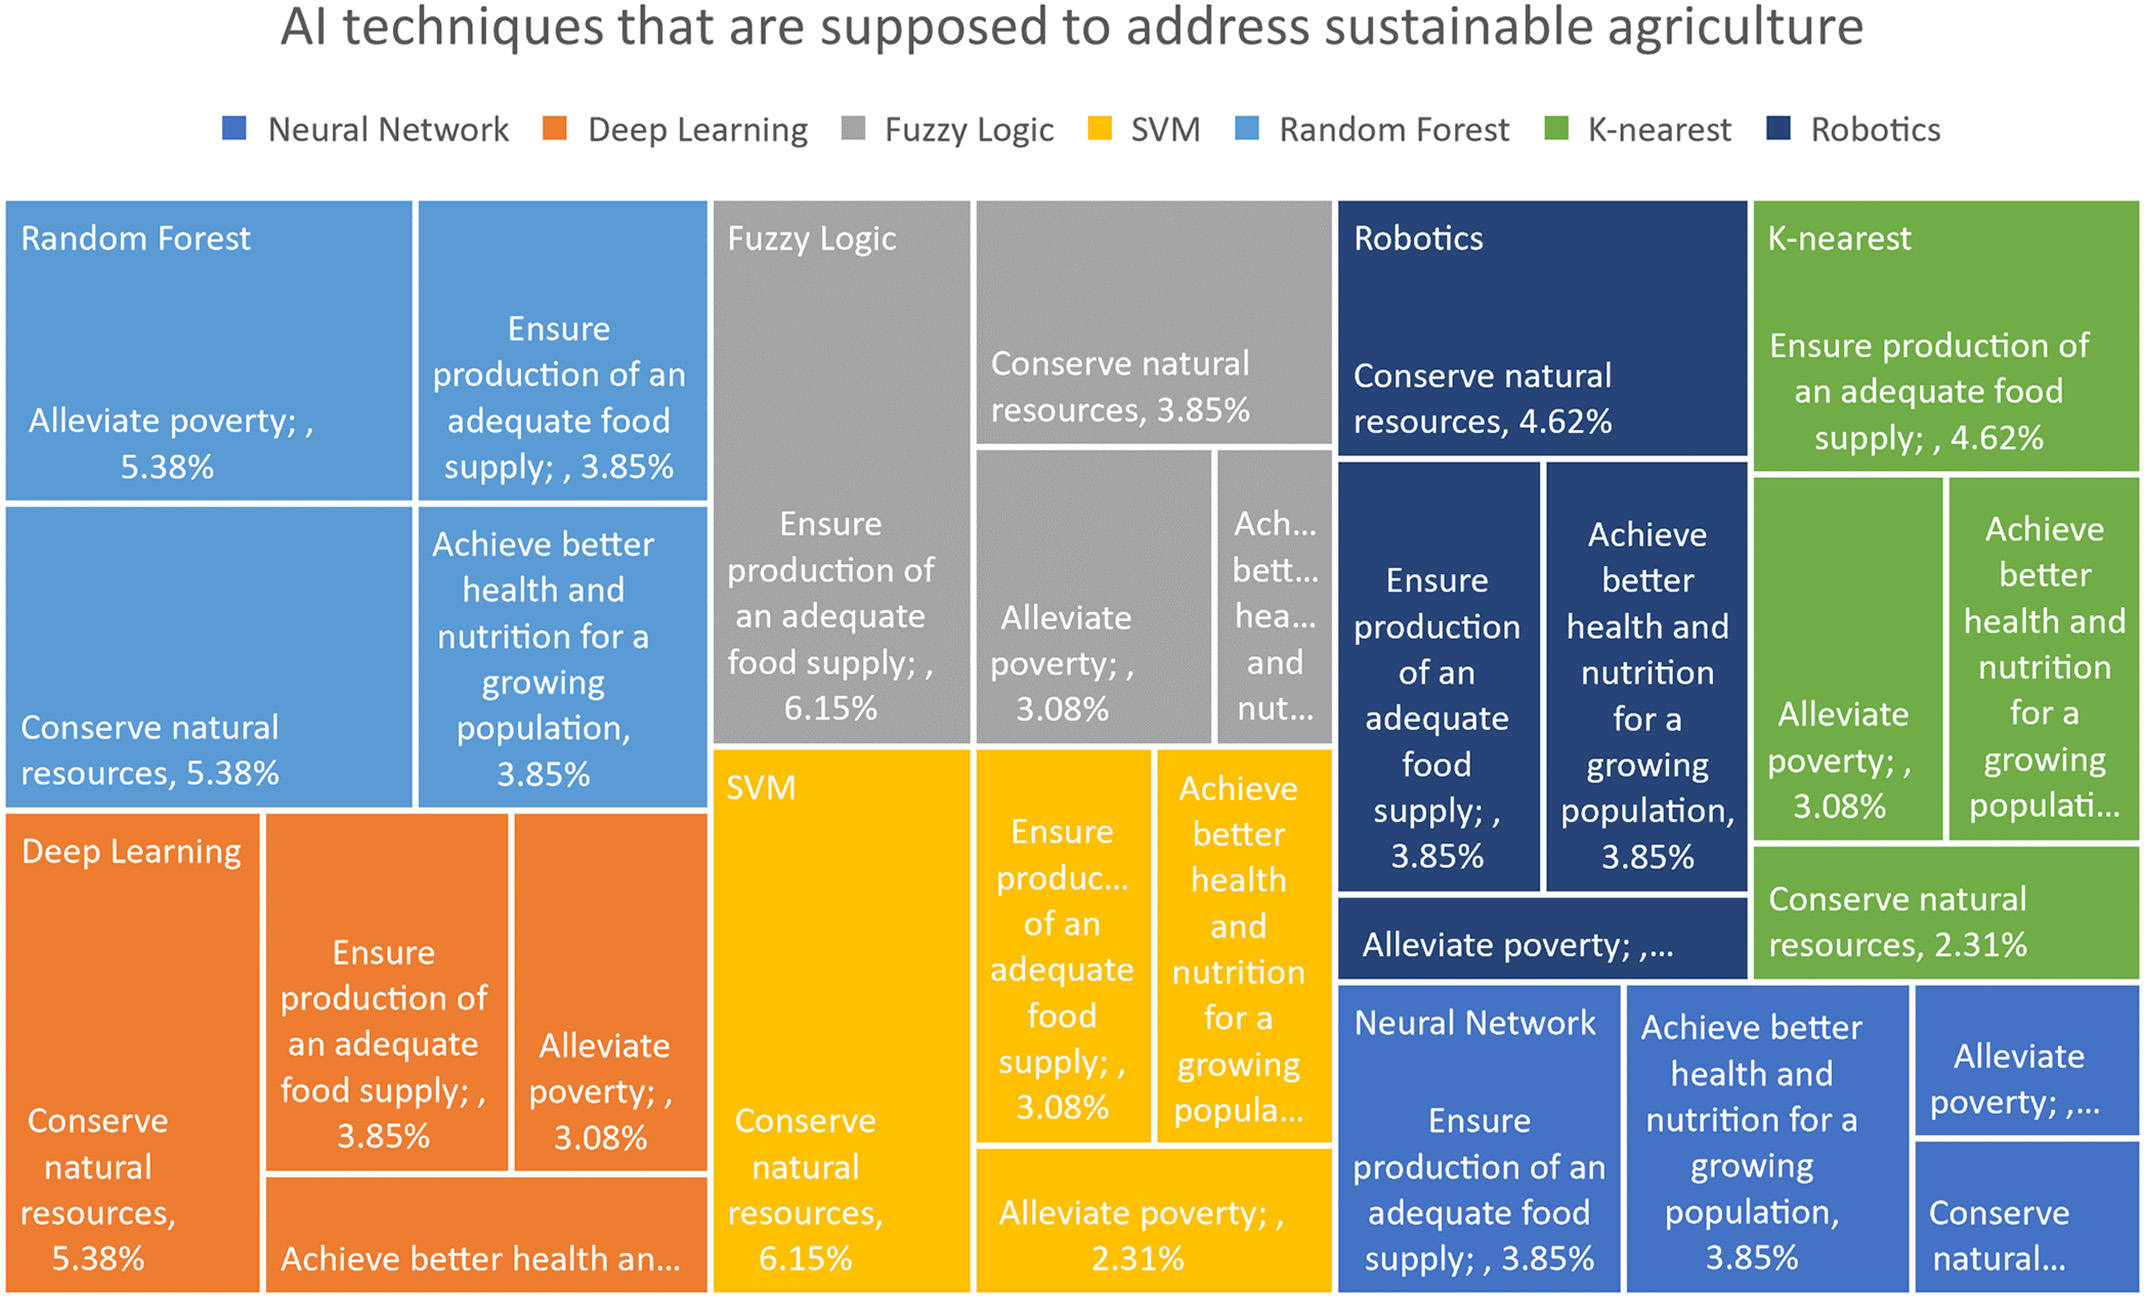 AI techniques that are supposed to address sustainable agriculture
Neural Network Deep Learning Fuzzy Logic SVM Random Forest K-nearest Robotics
Random Forest
Alleviate poverty; ,
5.38%
Ensure
production of an
adequate food
supply; , 3.85%
Conserve natural
resources, 5.38%
Achieve better
health and
nutrition for a
growing
population,
3.85%
Deep Learning
Conserve
natural
resources,
5.38%
Ensure
production of
an adequate
food supply; ,
3.85%
Alleviate
poverty; ,
3.08%
Achieve better health an...
Fuzzy Logic
Ensure
production of
an adequate
food supply; ,
6.15%
Conserve natural
resources, 3.85%
Alleviate
poverty; ,
3.08%
Ach...
bett...
hea...
and
nut...
SVM
Conserve
natural
resources,
6.15%
Ensure
produc...
of an
adequate
food
supply; ,
3.08%
Achieve
better
health
and
nutrition
for a
growing
popula...
Alleviate poverty; ,
2.31%
Robotics
Conserve natural
resources, 4.62%
Ensure
production
of an
adequate
food
supply; ,
3.85%
Achieve
better
health and
nutrition
for a
growing
population,
3.85%
Alleviate poverty; ,...
K-nearest
Ensure production of
an adequate food
supply; , 4.62%
Alleviate
poverty; ,
3.08%
Achieve
better
health and
nutrition
for a
growing
populati...
Conserve natural
resources, 2.31%
Neural Network
Ensure
production of an
adequate food
supply; , 3.85%
Achieve better
health and
nutrition for a
growing
population,
3.85%
Alleviate
poverty; ,...
Conserve
natural...